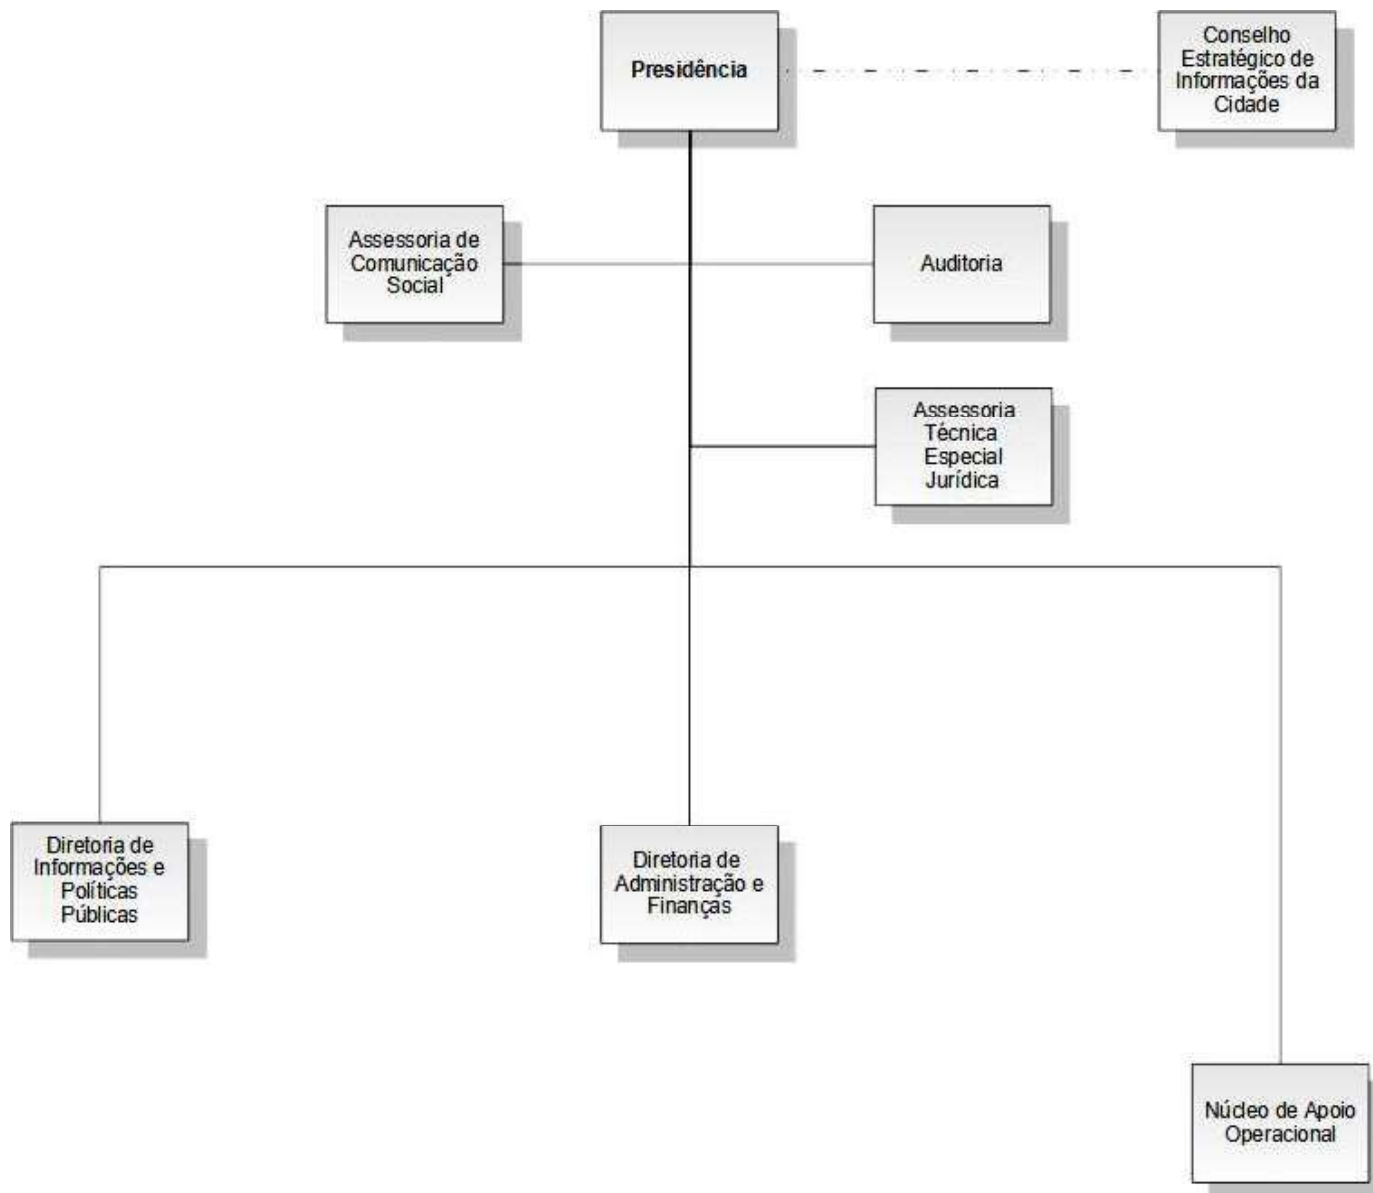 Presidência
Conselho
Estratégico de
Informações da
Cidade
Assessoria de
Comunicação
Social
Auditoria
Assessoria
Técnica
Especial
Jurídica
Diretoria de
Informações e
Políticas
Públicas
Diretoria de
Administração e
Finanças
Núcleo de Apoio
Operacional